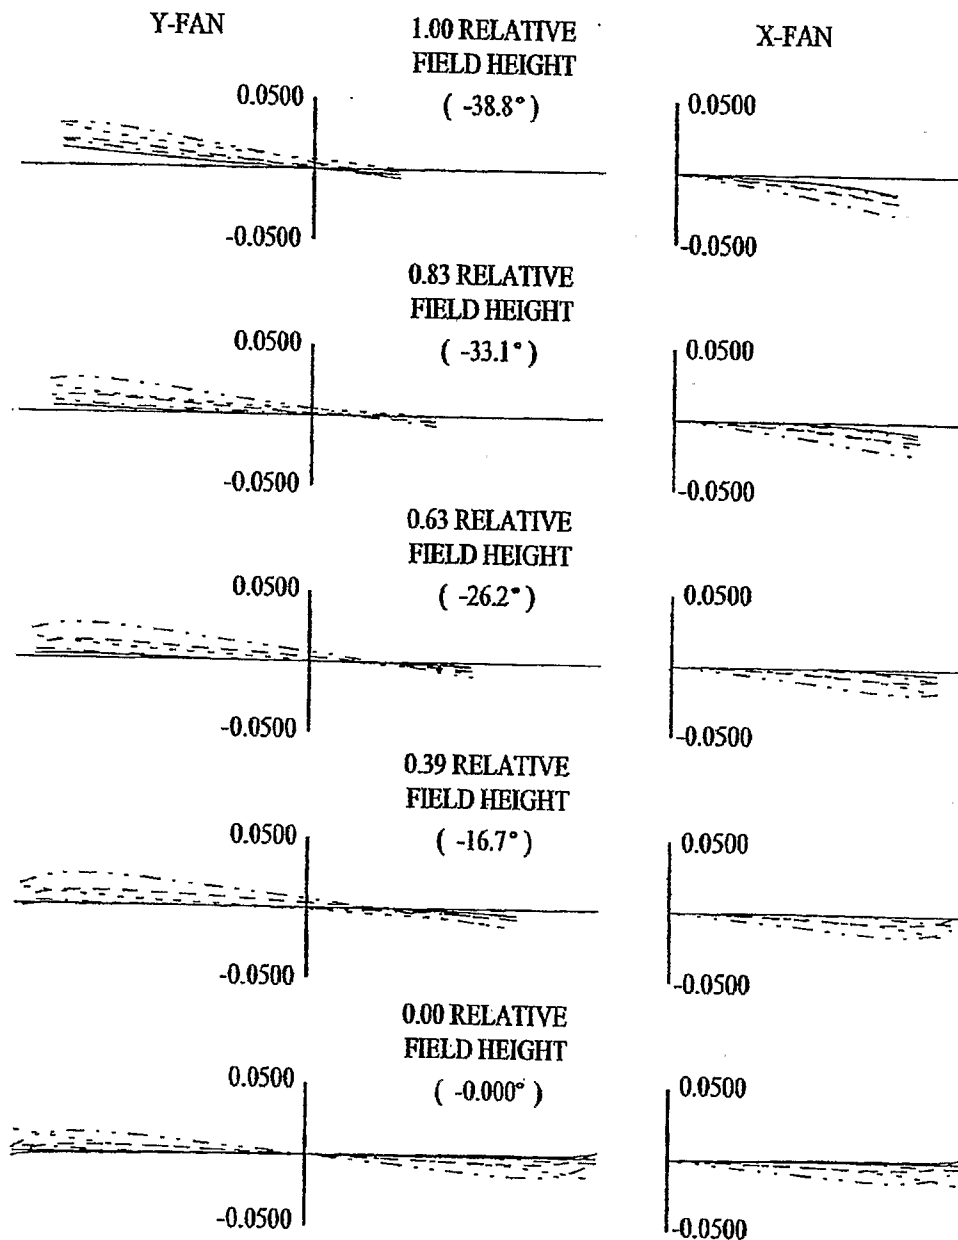 Y-FAN
1.00 RELATIVE
FIELD HEIGHT
( -38.8° )
X-FAN
0.0500
-0.0500
0.0500
-0.0500
0.83 RELATIVE
FIELD HEIGHT
( -33.1° )
0.0500
-0.0500
0.0500
-0.0500
0.63 RELATIVE
FIELD HEIGHT
( -26.2° )
0.0500
-0.0500
0.0500
-0.0500
0.39 RELATIVE
FIELD HEIGHT
( -16.7° )
0.0500
-0.0500
0.0500
-0.0500
0.00 RELATIVE
FIELD HEIGHT
( -0.000° )
0.0500
-0.0500
0.0500
-0.0500